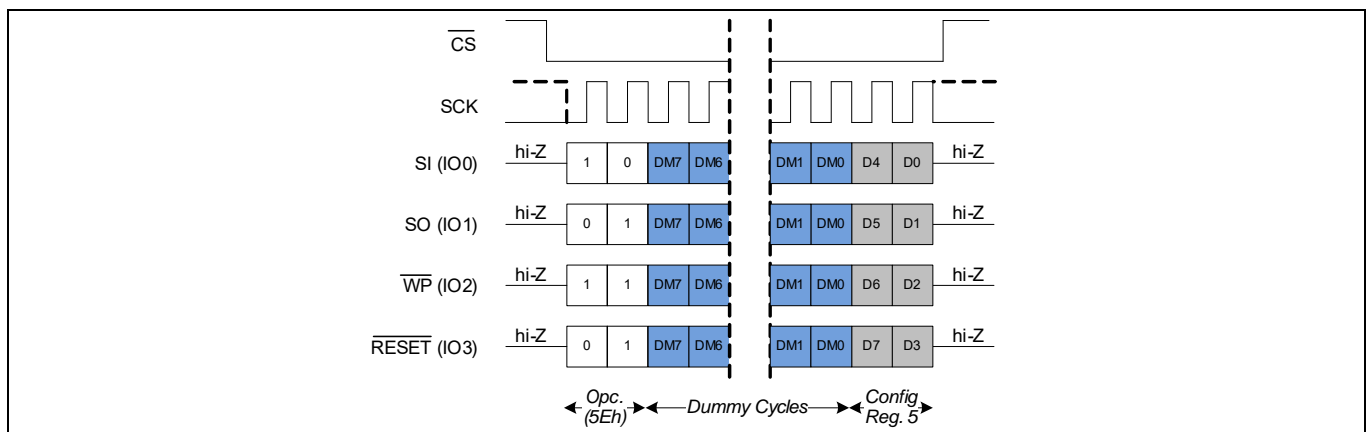 CS
SCK
SI (IO0) hi-Z 1 0 DM7 DM6 DM1 DM0 D4 D0 hi-Z
SO (IO1) hi-Z 0 1 DM7 DM6 DM1 DM0 D5 D1 hi-Z
WP (IO2) hi-Z 1 1 DM7 DM6 DM1 DM0 D6 D2 hi-Z
RESET (IO3) hi-Z 0 1 DM7 DM6 DM1 DM0 D7 D3 hi-Z
Opc. Dummy Cycles Config
(5Eh) Reg. 5